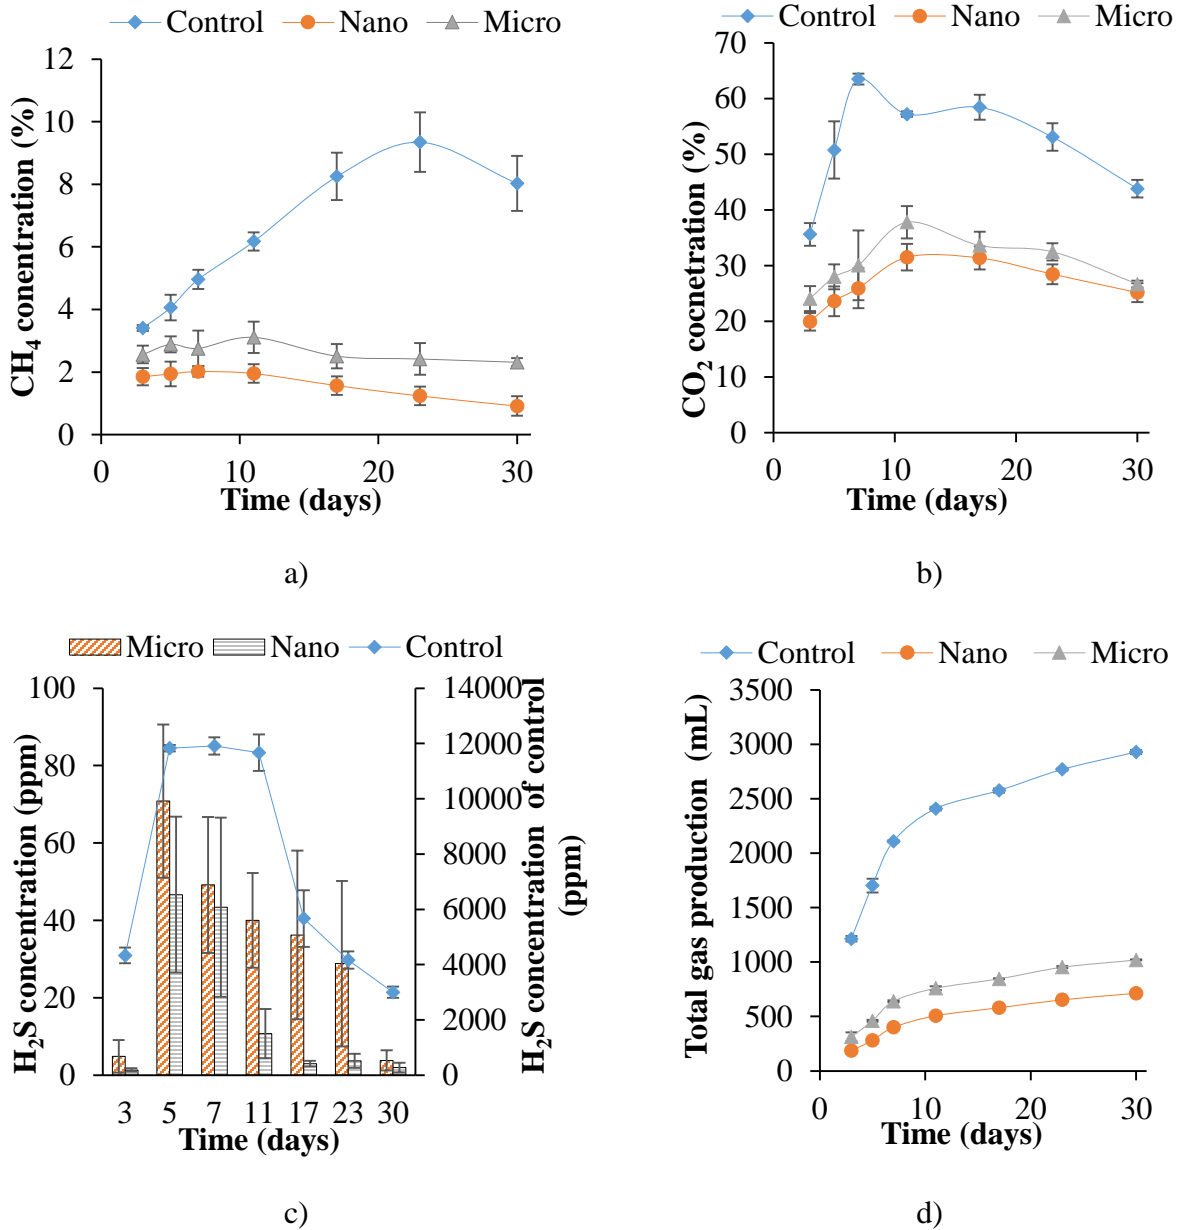 Control Nano Micro
CH4 conentration (%)
12
10
8
6
4
2
0
0 10 20 30
Time (days)
a)
Control Nano Micro
CO2 cocnetration (%)
70
60
50
40
30
20
10
0
0 10 20 30
Time (days)
b)
Micro Nano Control
H2S concentration (ppm)
100
80
60
40
20
0
14000
12000
10000
8000
6000
4000
2000
0
H2S concentration of control
(ppm)
3 5 7 11 17 23 30
Time (days)
c)
Control Nano Micro
Total gas production (mL)
3500
3000
2500
2000
1500
1000
500
0
0 10 20 30
Time (days)
d)